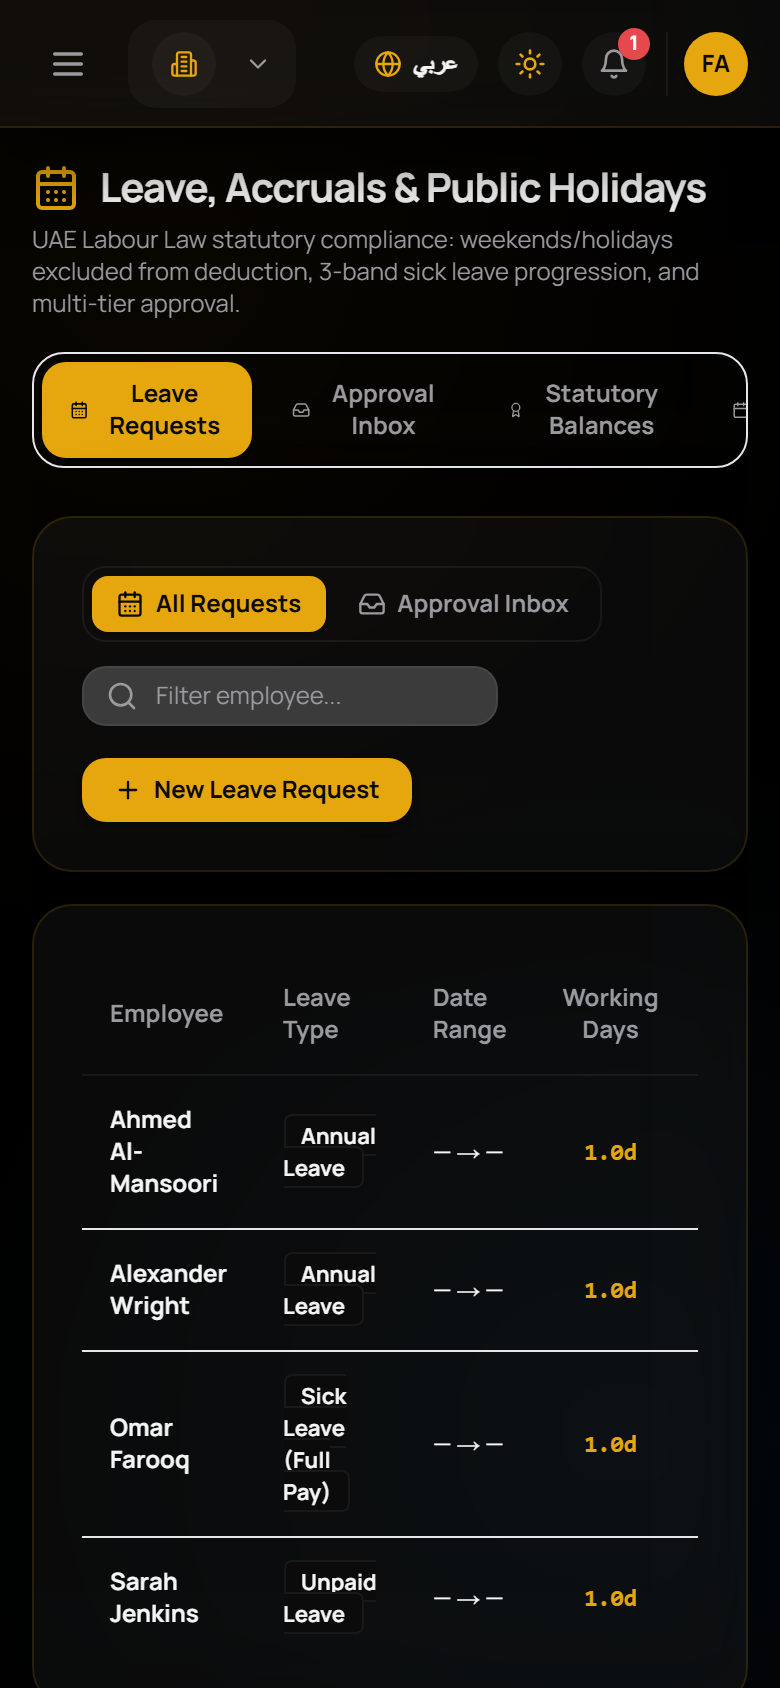 عربي
1
FA
Leave, Accruals & Public Holidays
UAE Labour Law statutory compliance: weekends/holidays
excluded from deduction, 3-band sick leave progression, and
multi-tier approval.
Leave
Requests
Approval
Inbox
Statutory
Balances
All Requests
Approval Inbox
Filter employee...
+ New Leave Request
Employee
Leave
Type
Date
Range
Working
Days
Ahmed
Al-
Mansoori
Annual
Leave
— → —
1.0d
Alexander
Wright
Annual
Leave
— → —
1.0d
Omar
Farooq
Sick
Leave
(Full
Pay)
— → —
1.0d
Sarah
Jenkins
Unpaid
Leave
— → —
1.0d